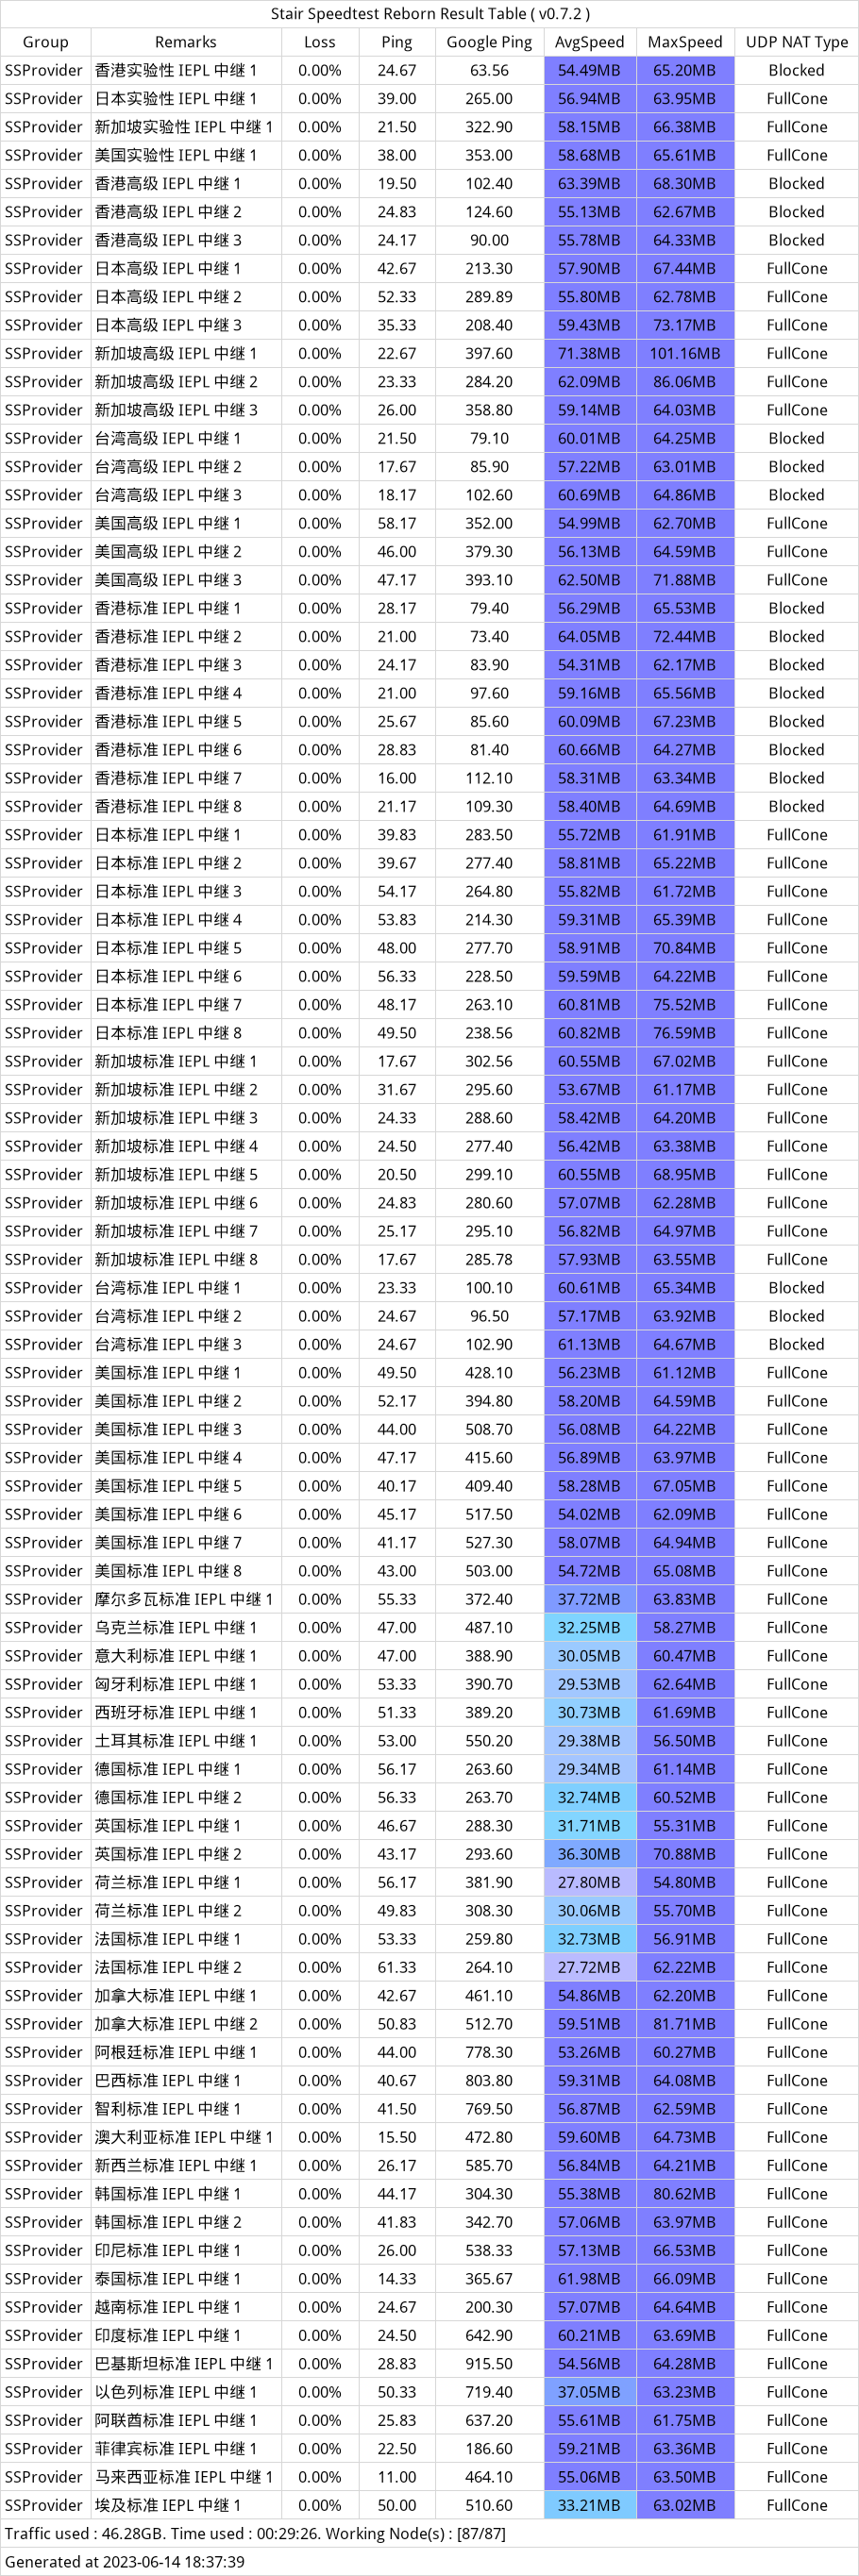 Stair Speedtest Reborn Result Table ( v0.7.2 )
Group Remarks Loss Ping Google Ping AvgSpeed MaxSpeed UDP NAT Type
SSProvider 香港实验性 IEPL 中继 1 0.00% 24.67 63.56 54.49MB 65.20MB Blocked
SSProvider 日本实验性 IEPL 中继 1 0.00% 39.00 265.00 56.94MB 63.95MB FullCone
SSProvider 新加坡实验性 IEPL 中继 1 0.00% 21.50 322.90 58.15MB 66.38MB FullCone
SSProvider 美国实验性 IEPL 中继 1 0.00% 38.00 353.00 58.68MB 65.61MB FullCone
SSProvider 香港高级 IEPL 中继 1 0.00% 19.50 102.40 63.39MB 68.30MB Blocked
SSProvider 香港高级 IEPL 中继 2 0.00% 24.83 124.60 55.13MB 62.67MB Blocked
SSProvider 香港高级 IEPL 中继 3 0.00% 24.17 90.00 55.78MB 64.33MB Blocked
SSProvider 日本高级 IEPL 中继 1 0.00% 42.67 213.30 57.90MB 67.44MB FullCone
SSProvider 日本高级 IEPL 中继 2 0.00% 52.33 289.89 55.80MB 62.78MB FullCone
SSProvider 日本高级 IEPL 中继 3 0.00% 35.33 208.40 59.43MB 73.17MB FullCone
SSProvider 新加坡高级 IEPL 中继 1 0.00% 22.67 397.60 71.38MB 101.16MB FullCone
SSProvider 新加坡高级 IEPL 中继 2 0.00% 23.33 284.20 62.09MB 86.06MB FullCone
SSProvider 新加坡高级 IEPL 中继 3 0.00% 26.00 358.80 59.14MB 64.03MB FullCone
SSProvider 台湾高级 IEPL 中继 1 0.00% 21.50 79.10 60.01MB 64.25MB Blocked
SSProvider 台湾高级 IEPL 中继 2 0.00% 17.67 85.90 57.22MB 63.01MB Blocked
SSProvider 台湾高级 IEPL 中继 3 0.00% 18.17 102.60 60.69MB 64.86MB Blocked
SSProvider 美国高级 IEPL 中继 1 0.00% 58.17 352.00 54.99MB 62.70MB FullCone
SSProvider 美国高级 IEPL 中继 2 0.00% 46.00 379.30 56.13MB 64.59MB FullCone
SSProvider 美国高级 IEPL 中继 3 0.00% 47.17 393.10 62.50MB 71.88MB FullCone
SSProvider 香港标准 IEPL 中继 1 0.00% 28.17 79.40 56.29MB 65.53MB Blocked
SSProvider 香港标准 IEPL 中继 2 0.00% 21.00 73.40 64.05MB 72.44MB Blocked
SSProvider 香港标准 IEPL 中继 3 0.00% 24.17 83.90 54.31MB 62.17MB Blocked
SSProvider 香港标准 IEPL 中继 4 0.00% 21.00 97.60 59.16MB 65.56MB Blocked
SSProvider 香港标准 IEPL 中继 5 0.00% 25.67 85.60 60.09MB 67.23MB Blocked
SSProvider 香港标准 IEPL 中继 6 0.00% 28.83 81.40 60.66MB 64.27MB Blocked
SSProvider 香港标准 IEPL 中继 7 0.00% 16.00 112.10 58.31MB 63.34MB Blocked
SSProvider 香港标准 IEPL 中继 8 0.00% 21.17 109.30 58.40MB 64.69MB Blocked
SSProvider 日本标准 IEPL 中继 1 0.00% 39.83 283.50 55.72MB 61.91MB FullCone
SSProvider 日本标准 IEPL 中继 2 0.00% 39.67 277.40 58.81MB 65.22MB FullCone
SSProvider 日本标准 IEPL 中继 3 0.00% 54.17 264.80 55.82MB 61.72MB FullCone
SSProvider 日本标准 IEPL 中继 4 0.00% 53.83 214.30 59.31MB 65.39MB FullCone
SSProvider 日本标准 IEPL 中继 5 0.00% 48.00 277.70 58.91MB 70.84MB FullCone
SSProvider 日本标准 IEPL 中继 6 0.00% 56.33 228.50 59.59MB 64.22MB FullCone
SSProvider 日本标准 IEPL 中继 7 0.00% 48.17 263.10 60.81MB 75.52MB FullCone
SSProvider 日本标准 IEPL 中继 8 0.00% 49.50 238.56 60.82MB 76.59MB FullCone
SSProvider 新加坡标准 IEPL 中继 1 0.00% 17.67 302.56 60.55MB 67.02MB FullCone
SSProvider 新加坡标准 IEPL 中继 2 0.00% 31.67 295.60 53.67MB 61.17MB FullCone
SSProvider 新加坡标准 IEPL 中继 3 0.00% 24.33 288.60 58.42MB 64.20MB FullCone
SSProvider 新加坡标准 IEPL 中继 4 0.00% 24.50 277.40 56.42MB 63.38MB FullCone
SSProvider 新加坡标准 IEPL 中继 5 0.00% 20.50 299.10 60.55MB 68.95MB FullCone
SSProvider 新加坡标准 IEPL 中继 6 0.00% 24.83 280.60 57.07MB 62.28MB FullCone
SSProvider 新加坡标准 IEPL 中继 7 0.00% 25.17 295.10 56.82MB 64.97MB FullCone
SSProvider 新加坡标准 IEPL 中继 8 0.00% 17.67 285.78 57.93MB 63.55MB FullCone
SSProvider 台湾标准 IEPL 中继 1 0.00% 23.33 100.10 60.61MB 65.34MB Blocked
SSProvider 台湾标准 IEPL 中继 2 0.00% 24.67 96.50 57.17MB 63.92MB Blocked
SSProvider 台湾标准 IEPL 中继 3 0.00% 24.67 102.90 61.13MB 64.67MB Blocked
SSProvider 美国标准 IEPL 中继 1 0.00% 49.50 428.10 56.23MB 61.12MB FullCone
SSProvider 美国标准 IEPL 中继 2 0.00% 52.17 394.80 58.20MB 64.59MB FullCone
SSProvider 美国标准 IEPL 中继 3 0.00% 44.00 508.70 56.08MB 64.22MB FullCone
SSProvider 美国标准 IEPL 中继 4 0.00% 47.17 415.60 56.89MB 63.97MB FullCone
SSProvider 美国标准 IEPL 中继 5 0.00% 40.17 409.40 58.28MB 67.05MB FullCone
SSProvider 美国标准 IEPL 中继 6 0.00% 45.17 517.50 54.02MB 62.09MB FullCone
SSProvider 美国标准 IEPL 中继 7 0.00% 41.17 527.30 58.07MB 64.94MB FullCone
SSProvider 美国标准 IEPL 中继 8 0.00% 43.00 503.00 54.72MB 65.08MB FullCone
SSProvider 摩尔多瓦标准 IEPL 中继 1 0.00% 55.33 372.40 37.72MB 63.83MB FullCone
SSProvider 乌克兰标准 IEPL 中继 1 0.00% 47.00 487.10 32.25MB 58.27MB FullCone
SSProvider 意大利标准 IEPL 中继 1 0.00% 47.00 388.90 30.05MB 60.47MB FullCone
SSProvider 匈牙利标准 IEPL 中继 1 0.00% 53.33 390.70 29.53MB 62.64MB FullCone
SSProvider 西班牙标准 IEPL 中继 1 0.00% 51.33 389.20 30.73MB 61.69MB FullCone
SSProvider 土耳其标准 IEPL 中继 1 0.00% 53.00 550.20 29.38MB 56.50MB FullCone
SSProvider 德国标准 IEPL 中继 1 0.00% 56.17 263.60 29.34MB 61.14MB FullCone
SSProvider 德国标准 IEPL 中继 2 0.00% 56.33 263.70 32.74MB 60.52MB FullCone
SSProvider 英国标准 IEPL 中继 1 0.00% 46.67 288.30 31.71MB 55.31MB FullCone
SSProvider 英国标准 IEPL 中继 2 0.00% 43.17 293.60 36.30MB 70.88MB FullCone
SSProvider 荷兰标准 IEPL 中继 1 0.00% 56.17 381.90 27.80MB 54.80MB FullCone
SSProvider 荷兰标准 IEPL 中继 2 0.00% 49.83 308.30 30.06MB 55.70MB FullCone
SSProvider 法国标准 IEPL 中继 1 0.00% 53.33 259.80 32.73MB 56.91MB FullCone
SSProvider 法国标准 IEPL 中继 2 0.00% 61.33 264.10 27.72MB 62.22MB FullCone
SSProvider 加拿大标准 IEPL 中继 1 0.00% 42.67 461.10 54.86MB 62.20MB FullCone
SSProvider 加拿大标准 IEPL 中继 2 0.00% 50.83 512.70 59.51MB 81.71MB FullCone
SSProvider 阿根廷标准 IEPL 中继 1 0.00% 44.00 778.30 53.26MB 60.27MB FullCone
SSProvider 巴西标准 IEPL 中继 1 0.00% 40.67 803.80 59.31MB 64.08MB FullCone
SSProvider 智利标准 IEPL 中继 1 0.00% 41.50 769.50 56.87MB 62.59MB FullCone
SSProvider 澳大利亚标准 IEPL 中继 1 0.00% 15.50 472.80 59.60MB 64.73MB FullCone
SSProvider 新西兰标准 IEPL 中继 1 0.00% 26.17 585.70 56.84MB 64.21MB FullCone
SSProvider 韩国标准 IEPL 中继 1 0.00% 44.17 304.30 55.38MB 80.62MB FullCone
SSProvider 韩国标准 IEPL 中继 2 0.00% 41.83 342.70 57.06MB 63.97MB FullCone
SSProvider 印尼标准 IEPL 中继 1 0.00% 26.00 538.33 57.13MB 66.53MB FullCone
SSProvider 泰国标准 IEPL 中继 1 0.00% 14.33 365.67 61.98MB 66.09MB FullCone
SSProvider 越南标准 IEPL 中继 1 0.00% 24.67 200.30 57.07MB 64.64MB FullCone
SSProvider 印度标准 IEPL 中继 1 0.00% 24.50 642.90 60.21MB 63.69MB FullCone
SSProvider 巴基斯坦标准 IEPL 中继 1 0.00% 28.83 915.50 54.56MB 64.28MB FullCone
SSProvider 以色列标准 IEPL 中继 1 0.00% 50.33 719.40 37.05MB 63.23MB FullCone
SSProvider 阿联酋标准 IEPL 中继 1 0.00% 25.83 637.20 55.61MB 61.75MB FullCone
SSProvider 菲律宾标准 IEPL 中继 1 0.00% 22.50 186.60 59.21MB 63.36MB FullCone
SSProvider 马来西亚标准 IEPL 中继 1 0.00% 11.00 464.10 55.06MB 63.50MB FullCone
SSProvider 埃及标准 IEPL 中继 1 0.00% 50.00 510.60 33.21MB 63.02MB FullCone
Traffic used : 46.28GB. Time used : 00:29:26. Working Node(s) : [87/87]
Generated at 2023-06-14 18:37:39